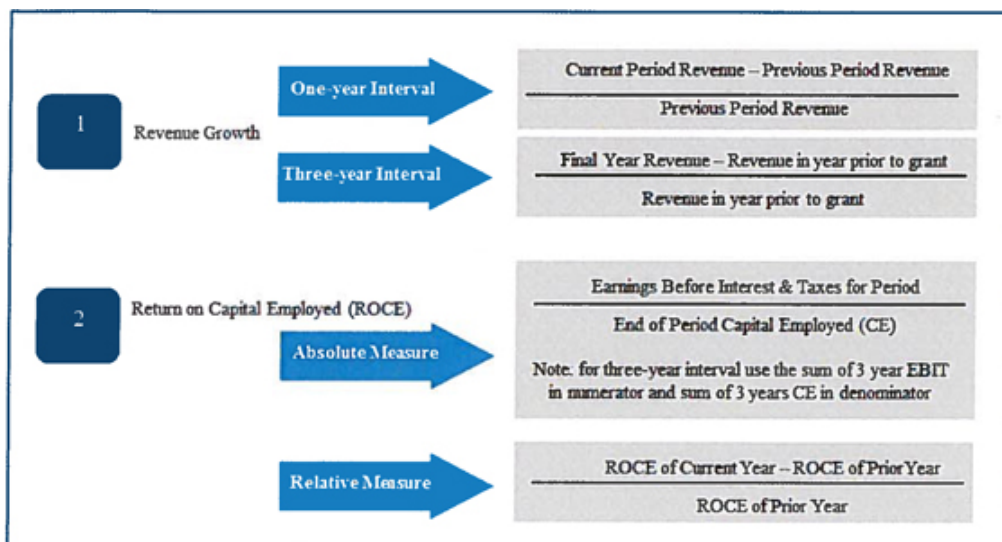 1
Revenue Growth
One-year Interval
Current Period Revenue – Previous Period Revenue
Previous Period Revenue
Three-year Interval
Final Year Revenue – Revenue in year prior to grant
Revenue in year prior to grant
2
Return on Capital Employed (ROCE)
Absolute Measure
Earnings Before Interest & Taxes for Period
End of Period Capital Employed (CE)
Note: for three-year interval use the sum of 3 year EBIT
in numerator and sum of 3 years CE in denominator
Relative Measure
ROCE of Current Year – ROCE of Prior Year
ROCE of Prior Year